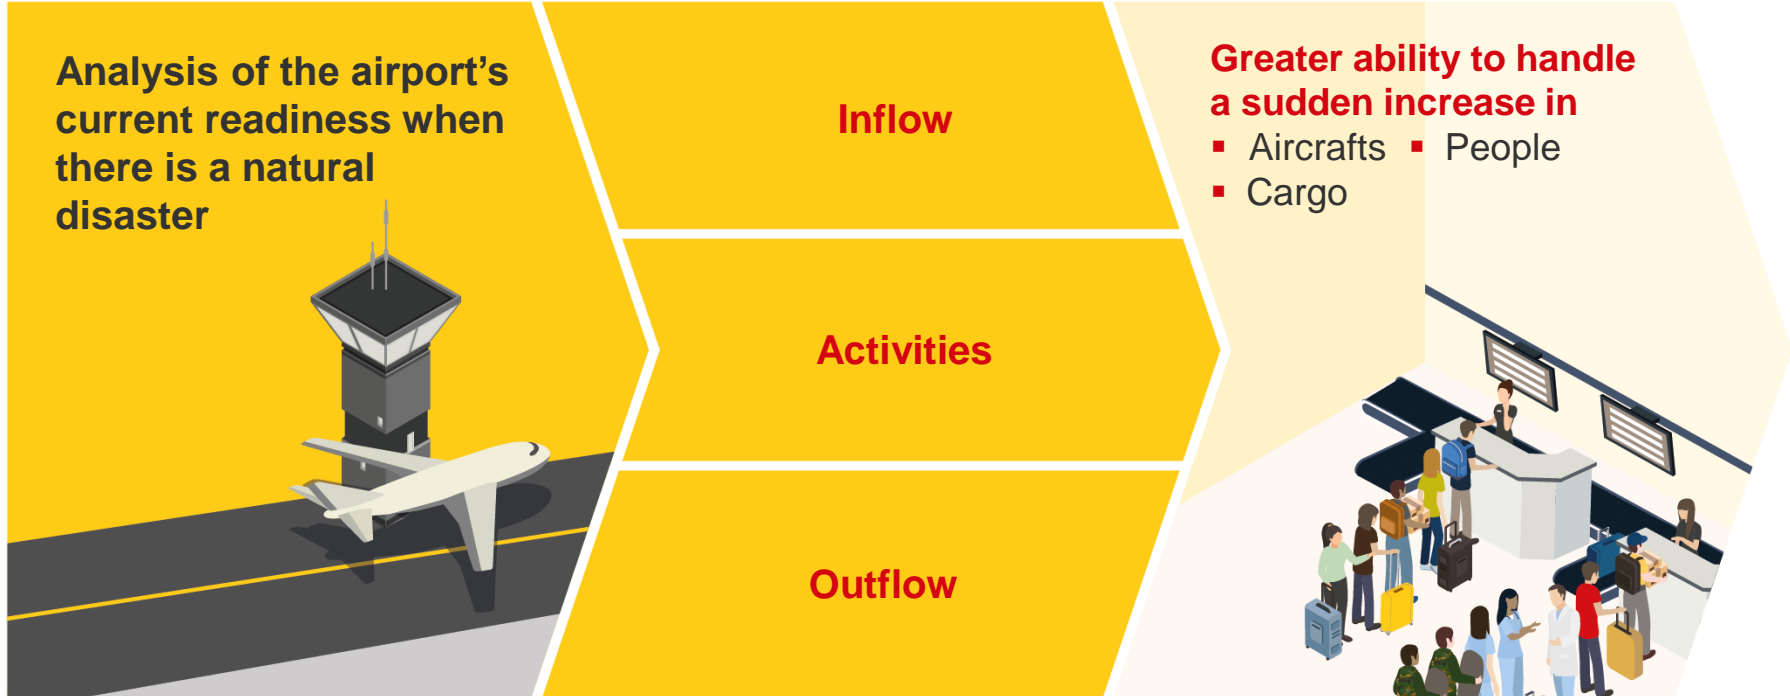 Analysis of the airport’s
current readiness when
there is a natural
disaster
Inflow
Activities
Outflow
Greater ability to handle
a sudden increase in
▪ Aircrafts ▪ People
▪ Cargo